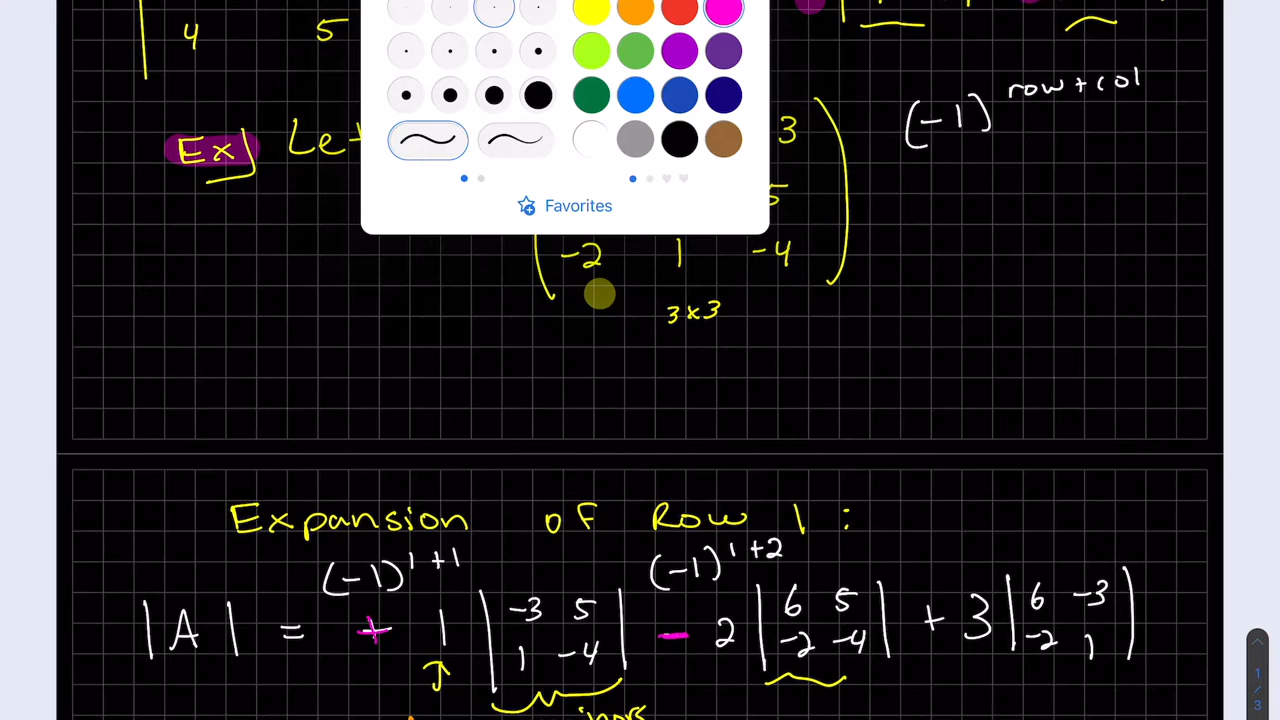 4 5
(-1)^row+col
Ex Let 3
5
-2 1 -4
3x3
Favorites
Expansion of Row 1:
(-1)^1+1 (-1)^1+2
|A| = + 1 |-3 5 - 2 |6 5 + 3 |6 -3
1 -4| -2 -4| -2 1|
1
/
3